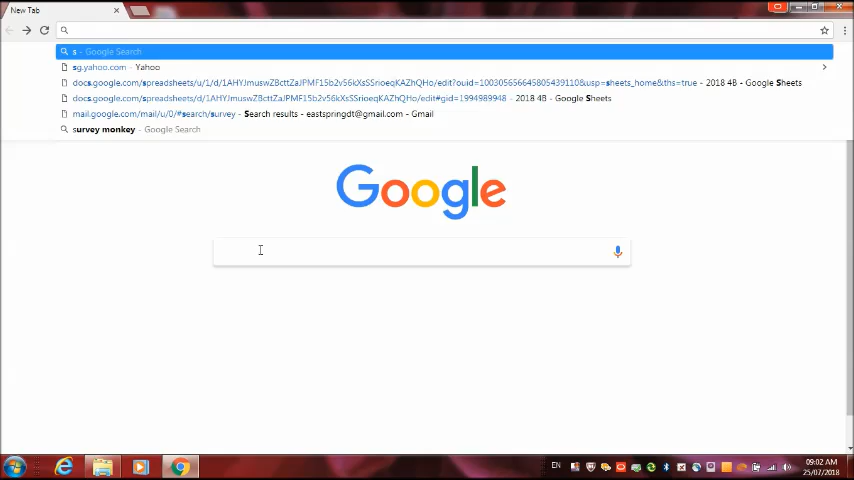 New Tab
s - Google Search
sg.yahoo.com - Yahoo
docs.google.com/spreadsheets/u/1/d/1AHYJmuswZBcttZaJPMF15b2v56kXsSSrioeqKAZhQHo/edit?ouid=100305656645805439110&usp=sheets_home&ths=true - 2018 4B - Google Sheets
docs.google.com/spreadsheets/d/1AHYJmuswZBcttZaJPMF15b2v56kXsSSrioeqKAZhQHo/edit#gid=1994989948 - 2018 4B - Google Sheets
mail.google.com/mail/u/0/#search/survey - Search results - eastspringdt@gmail.com - Gmail
survey monkey - Google Search
Google
EN
09:02 AM
25/07/2018